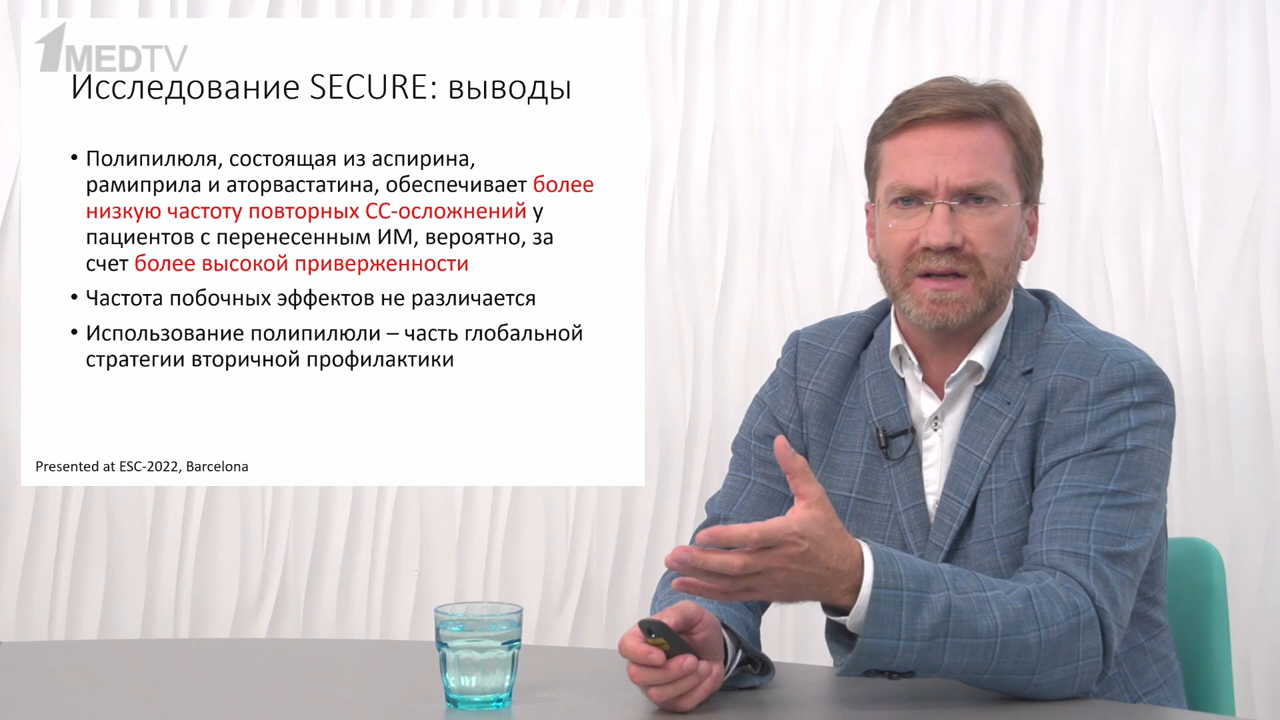 1MEDTV
Исследование SECURE: выводы
• Полипилюля, состоящая из аспирина,
рамиприла и аторвастатина, обеспечивает более
низкую частоту повторных СС-осложнений у
пациентов с перенесенным ИМ, вероятно, за
счет более высокой приверженности
• Частота побочных эффектов не различается
• Использование полипилюли – часть глобальной
стратегии вторичной профилактики
Presented at ESC-2022, Barcelona